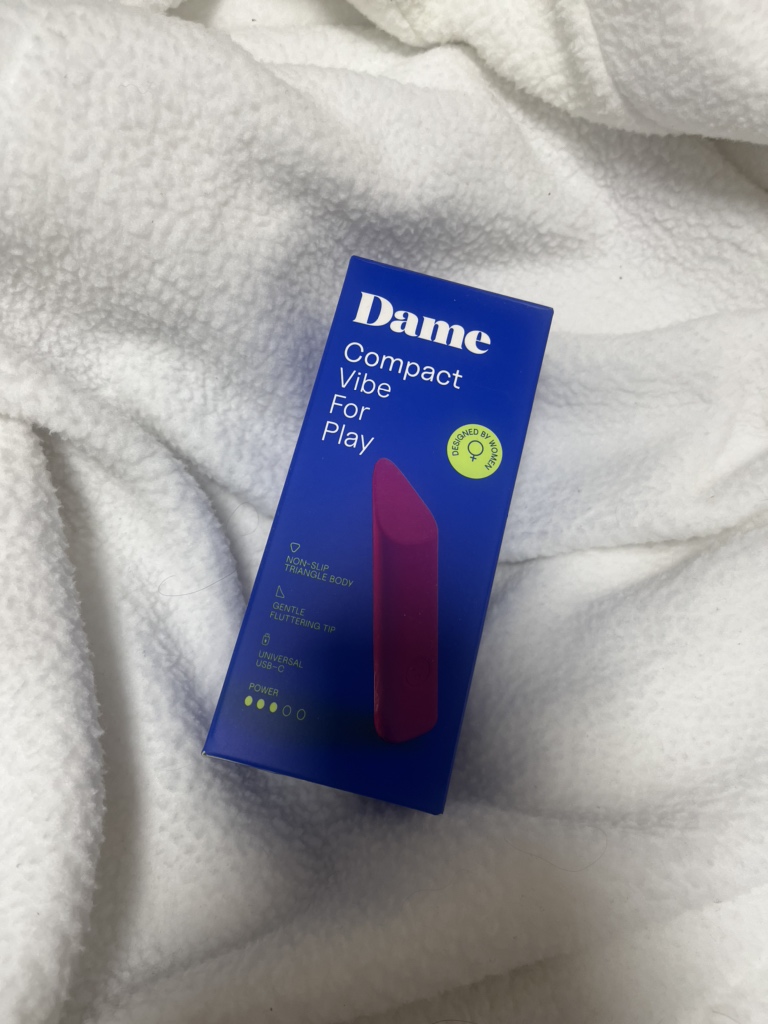 Dame
Compact
Vibe
For
Play
DESIGNED BY WOMEN
NON-SLIP
TRIANGLE BODY
GENTLE
FLUTTERING TIP
UNIVERSAL
USB-C
POWER